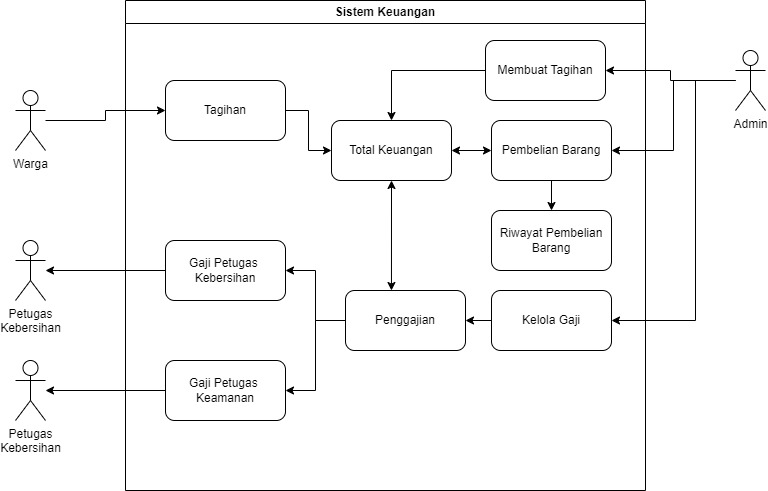 Sistem Keuangan
Membuat Tagihan
Admin
Tagihan
Warga
Total Keuangan
Pembelian Barang
Riwayat Pembelian
Barang
Gaji Petugas
Kebersihan
Petugas
Kebersihan
Penggajian
Kelola Gaji
Gaji Petugas
Keamanan
Petugas
Kebersihan